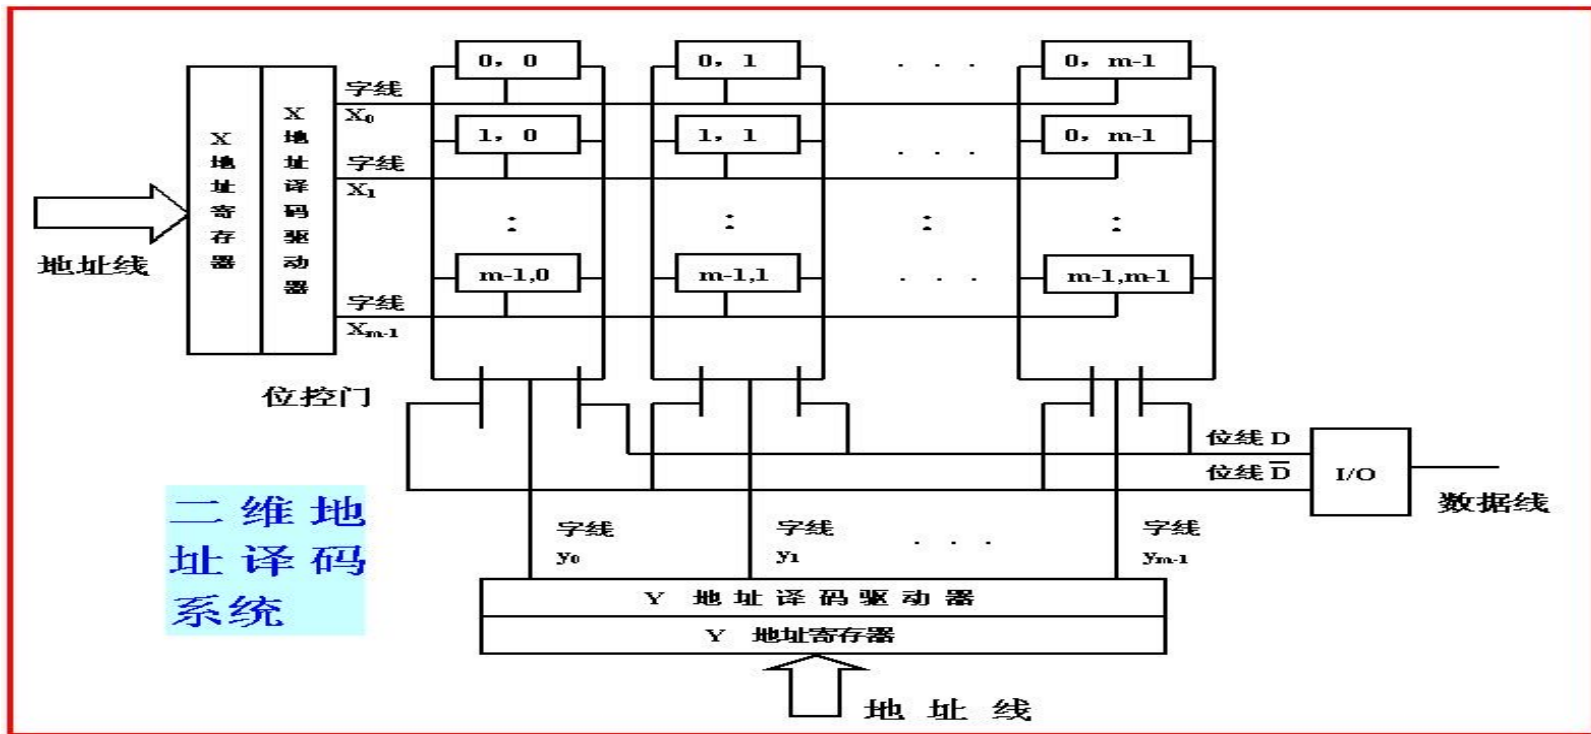 0，0
0，1
. . .
0，m-1
字线
X₀
X 地址寄存器
X 地址译码驱动器
1，0
1，1
. . .
0，m-1
字线
X₁
地址线
m-1,0
m-1,1
. . .
m-1,m-1
字线
Xₘ₋₁
位控门
位线 D
位线 D̅
I/O
数据线
二维地
址译码
系统
字线
y₀
字线
y₁
. . .
字线
yₘ₋₁
Y 地址译码驱动器
Y 地址寄存器
地址线